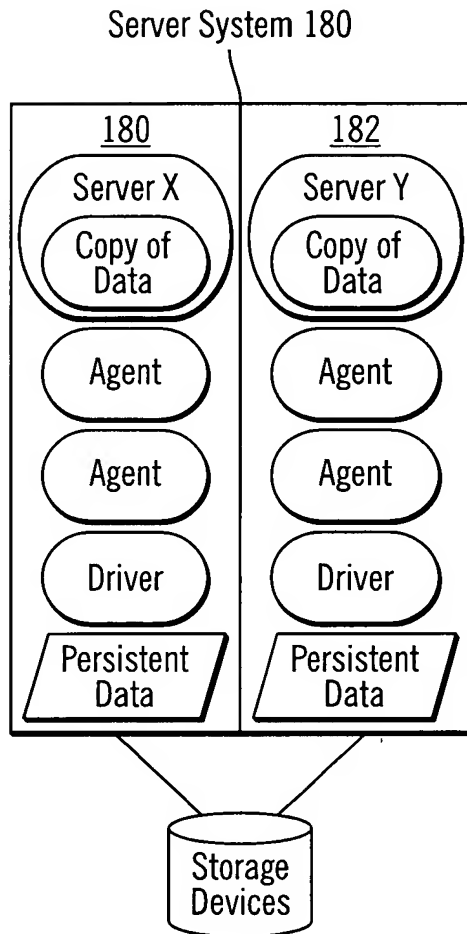 Server System 180
180
Server X
Copy of
Data
Agent
Agent
Driver
Persistent
Data
182
Server Y
Copy of
Data
Agent
Agent
Driver
Persistent
Data
Storage
Devices